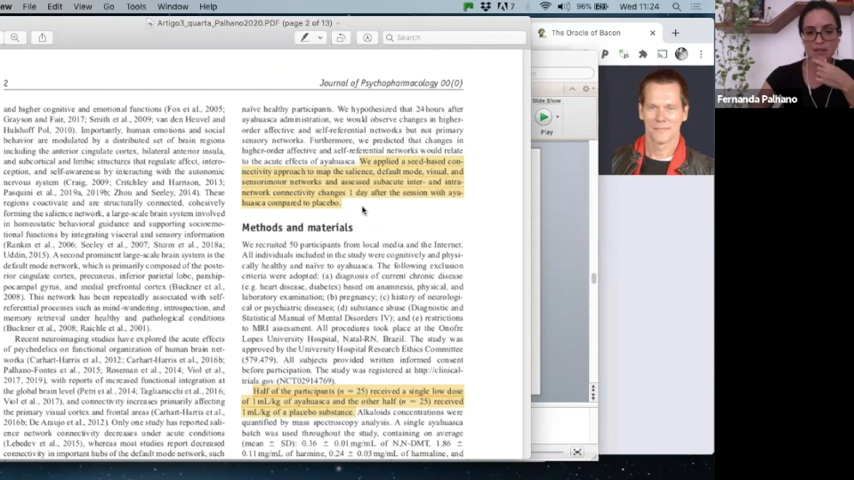 ew Go Tools Window Help
7 96% Wed 11:24
Artigo3_quarta_Palhano2020.PDF (page 2 of 13)
Search
The Oracle of Bacon
Slide Show
Play
Fernanda Palhano
2
Journal of Psychopharmacology 00(0)
and higher cognitive and emotional functions (Fox et al., 2005;
Grayson and Fair, 2017; Smith et al., 2009; van den Heuvel and
Hulshoff Pol, 2010). Importantly, human emotions and social
behavior are modulated by a distributed set of brain regions
including the anterior cingulate cortex, bilateral anterior insula,
and subcortical and limbic structures that regulate affect, intero-
ception, and self-awareness by interacting with the autonomic
nervous system (Craig, 2009; Critchley and Harrison, 2013;
Pasquini et al., 2019a, 2019b; Zhou and Seeley, 2014). These
regions coactivate and are structurally connected, cohesively
forming the salience network, a large-scale brain system involved
in homeostatic behavioral guidance and supporting socioemo-
tional functions by integrating visceral and sensory information
(Rankin et al., 2006; Seeley et al., 2007; Sturm et al., 2018a;
Uddin, 2015). A second prominent large-scale brain system is the
default mode network, which is primarily composed of the poste-
rior cingulate cortex, precuneus, inferior parietal lobe, parahip-
pocampal gyrus, and medial prefrontal cortex (Buckner et al.,
2008). This network has been repeatedly associated with self-
referential processes such as mind-wandering, introspection, and
memory retrieval under healthy and pathological conditions
(Buckner et al., 2008; Raichle et al., 2001).
Recent neuroimaging studies have explored the acute effects
of psychedelics on functional organization of human brain net-
works (Carhart-Harris et al., 2012; Carhart-Harris et al., 2016b;
Palhano-Fontes et al., 2015; Roseman et al., 2014; Viol et al.,
2017, 2019), with reports of increased functional integration at
the global brain level (Petri et al., 2014; Tagliazucchi et al., 2016;
Viol et al., 2017), and connectivity increases primarily affecting
the primary visual cortex and frontal areas (Carhart-Harris et al.,
2016b; De Araujo et al., 2012). Only one study has reported sali-
ence network connectivity decreases under acute conditions
(Lebedev et al., 2015), whereas most studies report decreased
connectivity in important hubs of the default mode network, such
naïve healthy participants. We hypothesized that 24 hours after
ayahuasca administration, we would observe changes in higher-
order affective and self-referential networks but not primary
sensory networks. Furthermore, we predicted that changes in
higher-order affective and self-referential networks would relate
to the acute effects of ayahuasca. We applied a seed-based con-
nectivity approach to map the salience, default mode, visual, and
sensorimotor networks and assessed subacute inter- and intra-
network connectivity changes 1 day after the session with aya-
huasca compared to placebo.
Methods and materials
We recruited 50 participants from local media and the Internet.
All individuals included in the study were cognitively and phys-
ically healthy and naïve to ayahuasca. The following exclusion
criteria were adopted: (a) diagnosis of current chronic disease
(e.g. heart disease, diabetes) based on anamnesis, physical, and
laboratory examination; (b) pregnancy; (c) history of neurologi-
cal or psychiatric diseases; (d) substance abuse (Diagnostic and
Statistical Manual of Mental Disorders IV); and (e) restrictions
to MRI assessment. All procedures took place at the Onofre
Lopes University Hospital, Natal-RN, Brazil. The study was
approved by the University Hospital Research Ethics Committee
(579.479). All subjects provided written informed consent
before participation. The study was registered at http://clinical-
trials.gov (NCT02914769).
Half of the participants (n = 25) received a single low dose
of 1 mL/kg of ayahuasca and the other half (n = 25) received
1 mL/kg of a placebo substance. Alkaloids concentrations were
quantified by mass spectrometry analysis. A single ayahuasca
batch was used throughout the study, containing on average
(mean ± SD): 0.36 ± 0.01 mg/mL of N,N-DMT, 1.86 ±
0.11 mg/mL of harmine, 0.24 ± 0.03 mg/mL of harmaline, and